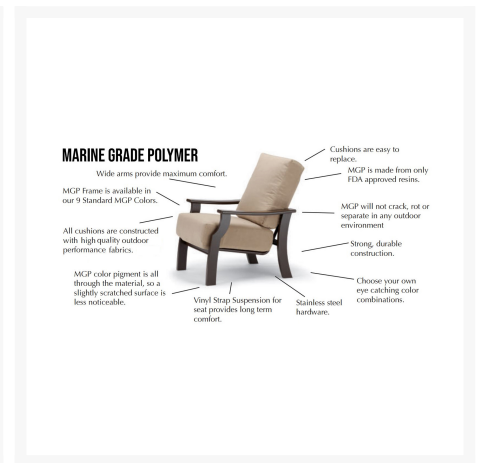 MARINE GRADE POLYMER
Wide arms provide maximum comfort.
MGP Frame is available in
our 9 Standard MGP Colors.
All cushions are constructed
with high quality outdoor
performance fabrics.
MGP color pigment is all
through the material, so a
slightly scratched surface is
less noticeable.
Vinyl Strap Suspension for
seat provides long term
comfort.
Stainless steel
hardware.
Cushions are easy to
replace.
MGP is made from only
FDA approved resins.
MGP will not crack, rot or
separate in any outdoor
environment
Strong, durable
construction.
Choose your own
eye catching color
combinations.